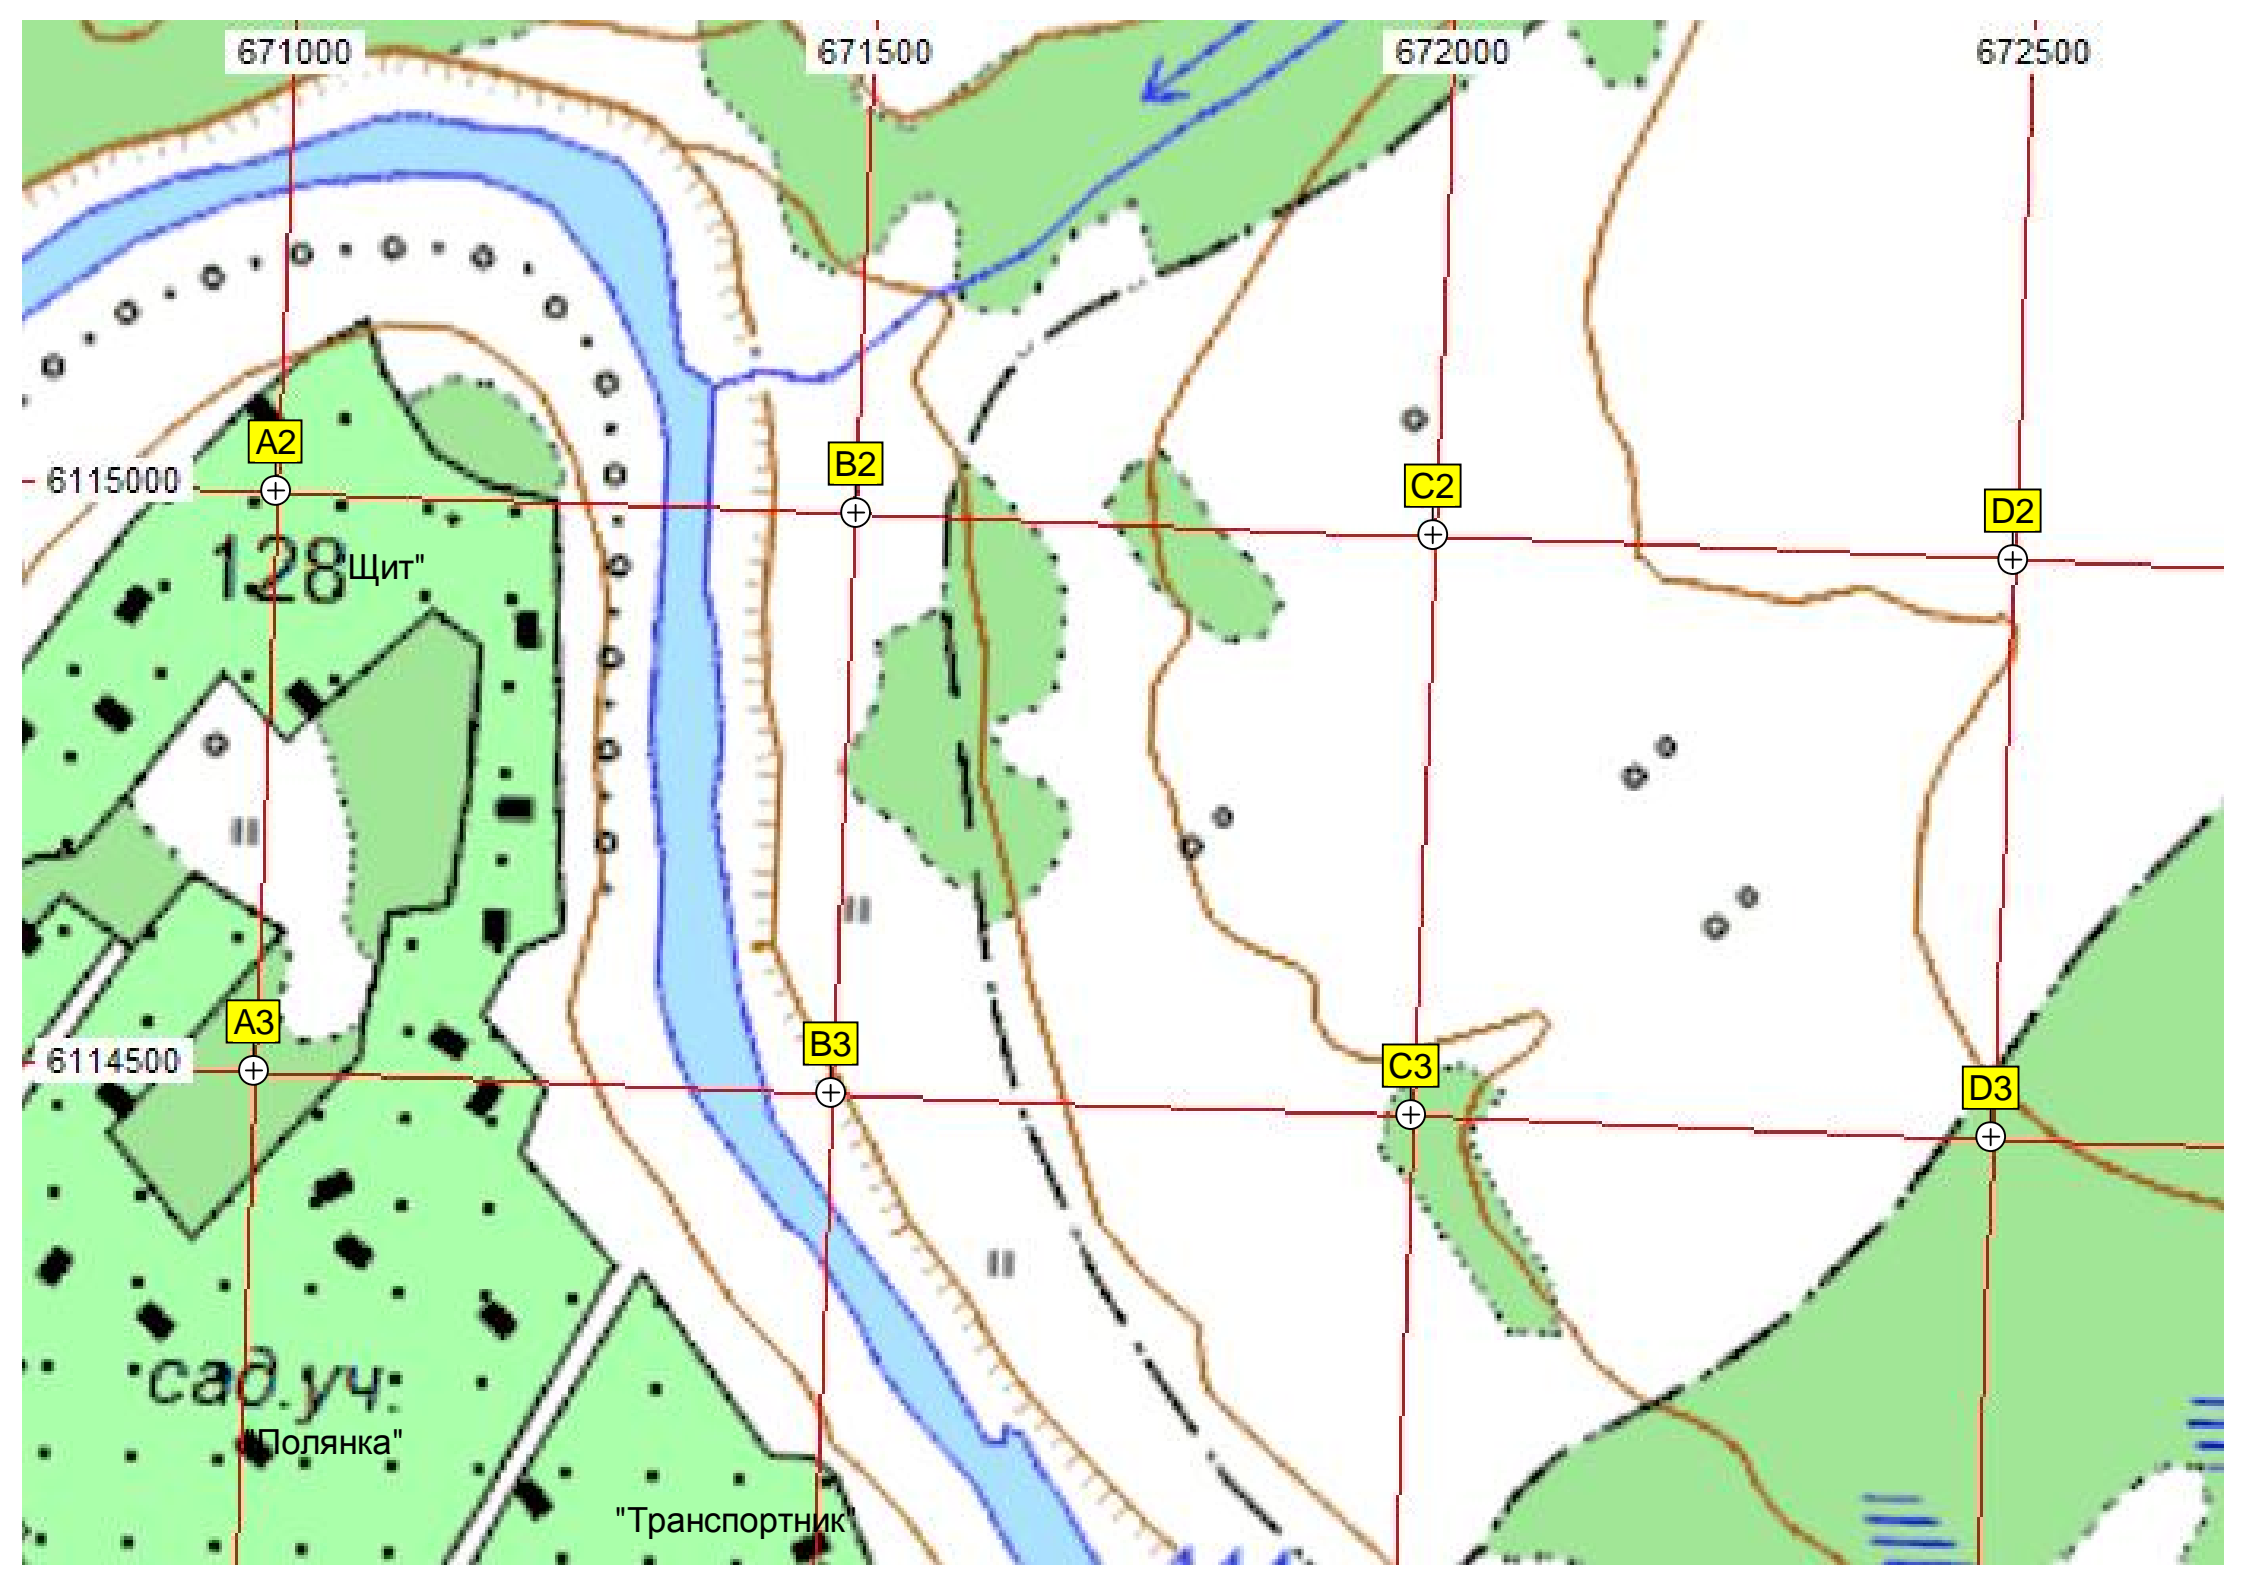 671000 671500 672000 672500
A2 B2 C2 D2
6115000
128 "Щит"
A3 B3 C3 D3
6114500
сад.уч.
"Полянка"
"Транспортник"